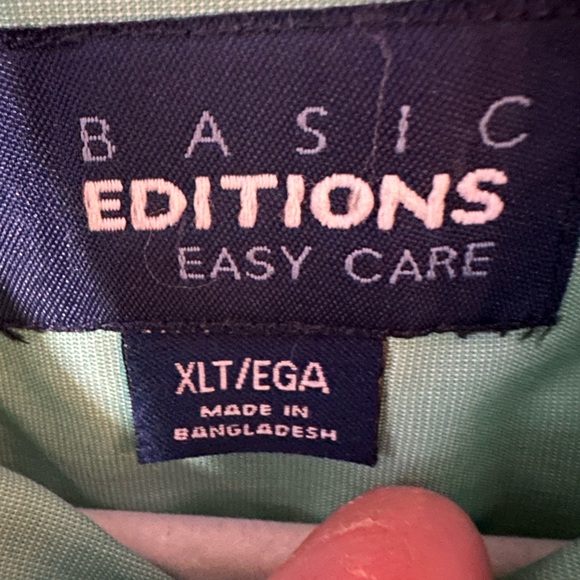 BASIC
EDITIONS
EASY CARE
XLT/EGA
MADE IN
BANGLADESH